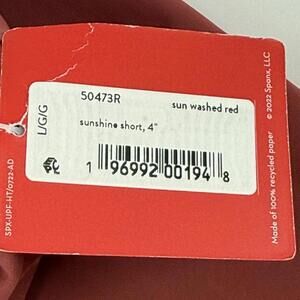 50473R
sun washed red
sunshine short, 4"
L/G/G
1 96992 00194 8
SPX-UPF-HT/0722-AD
© 2022 Spanx, LLC
Made of 100% recycled paper